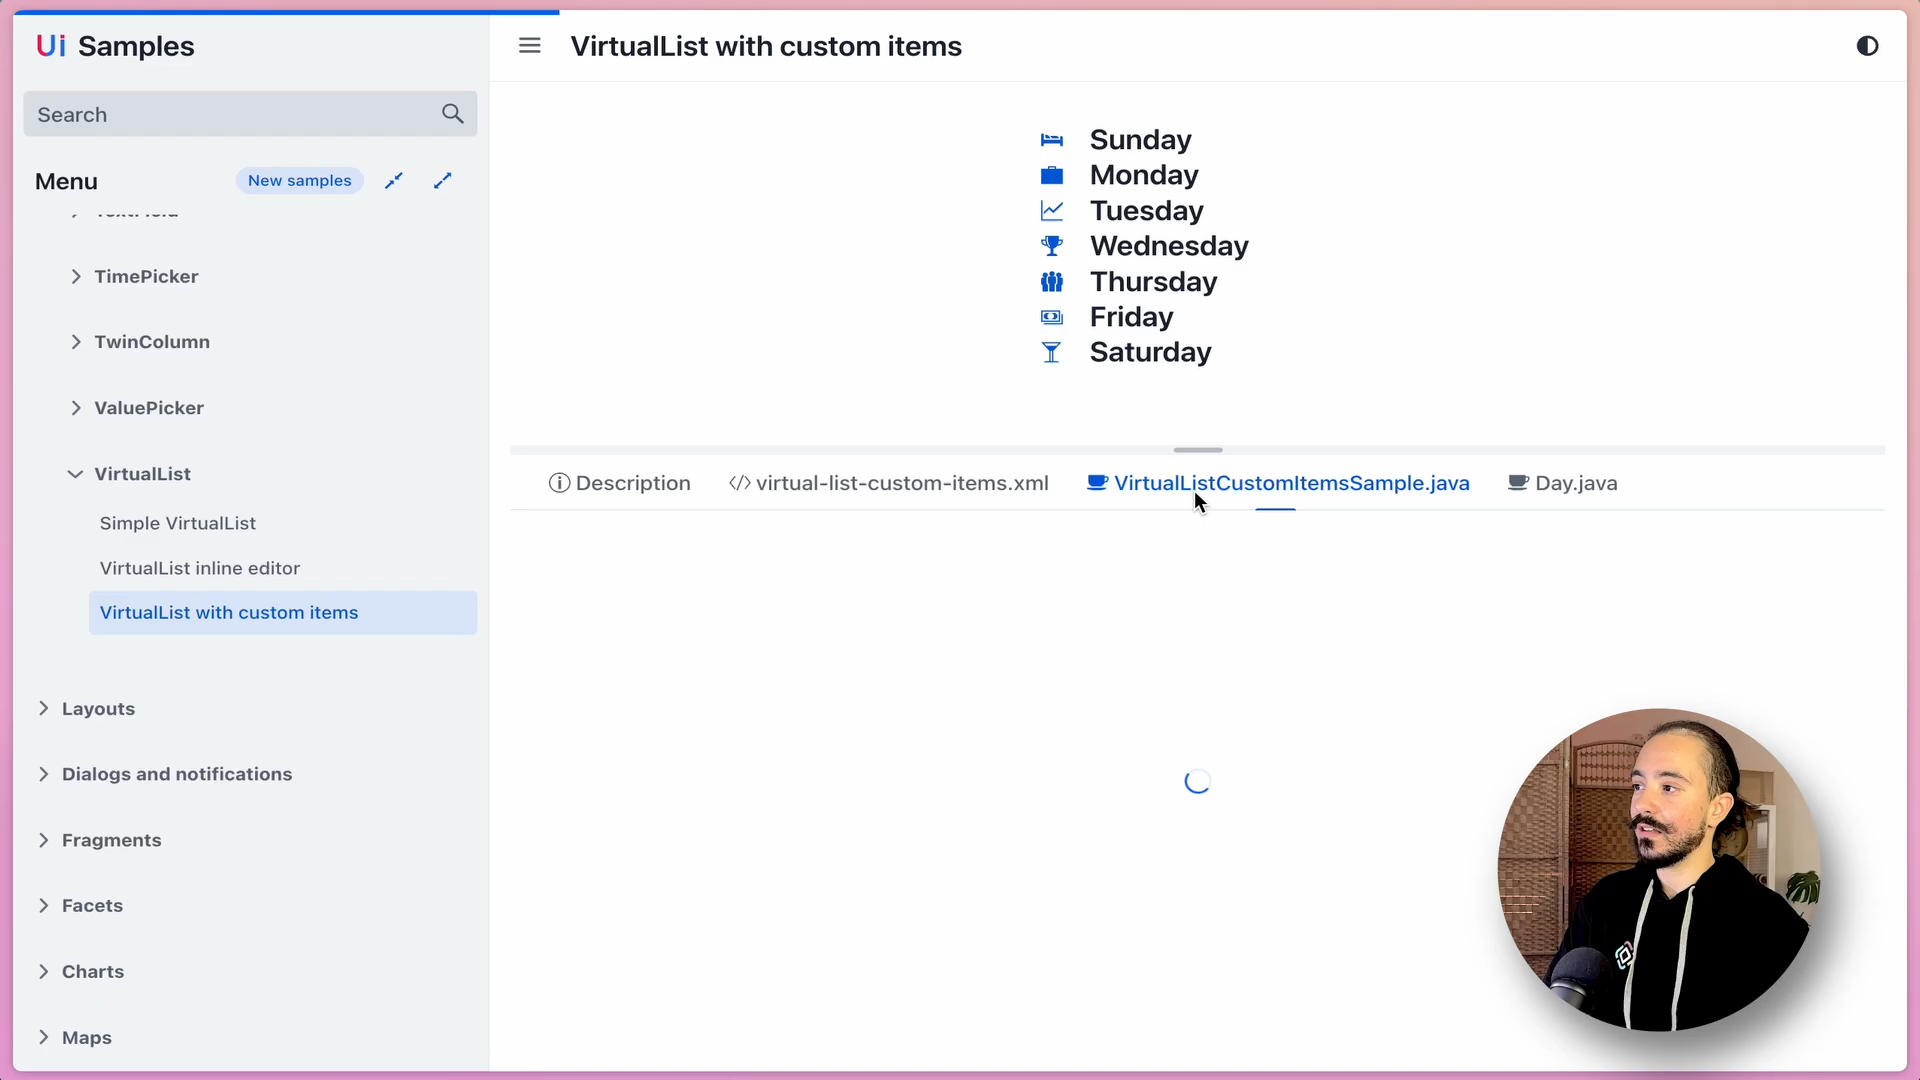 Ui Samples
VirtualList with custom items
Search
Menu
New samples
TextField
TimePicker
TwinColumn
ValuePicker
VirtualList
Simple VirtualList
VirtualList inline editor
VirtualList with custom items
Layouts
Dialogs and notifications
Fragments
Facets
Charts
Maps
Sunday
Monday
Tuesday
Wednesday
Thursday
Friday
Saturday
Description
virtual-list-custom-items.xml
VirtualListCustomItemsSample.java
Day.java